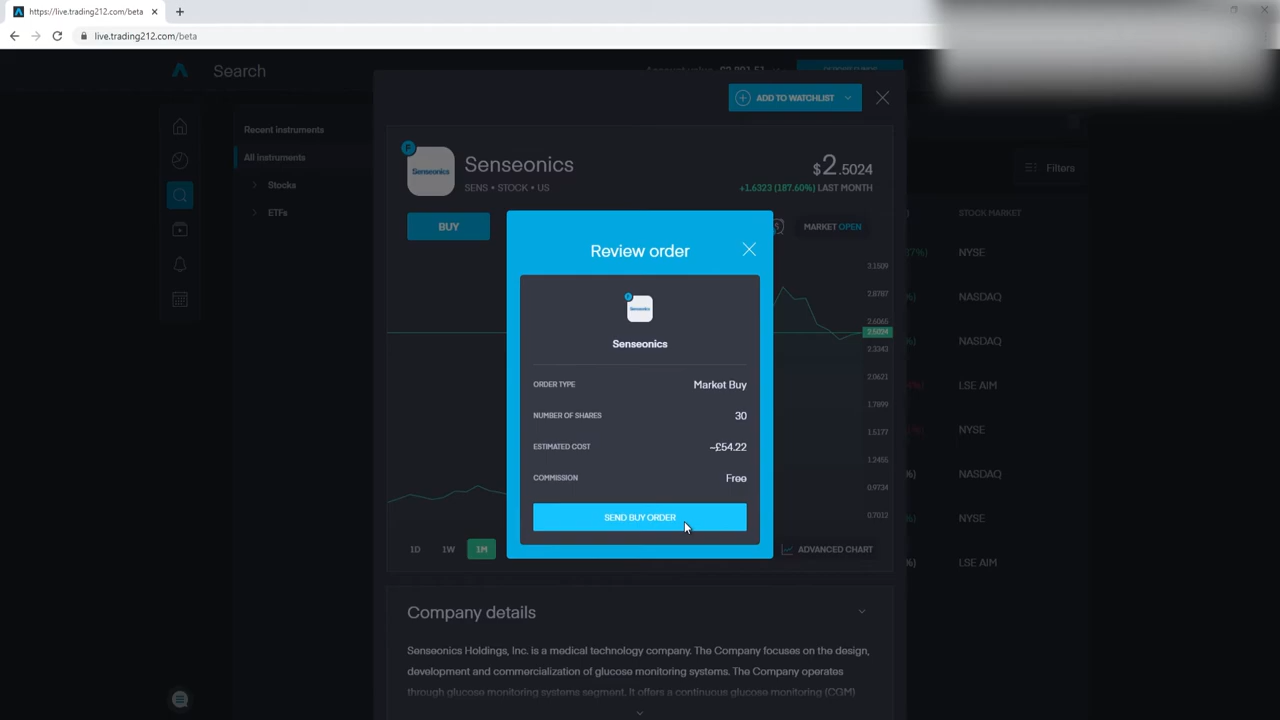 https://live.trading212.com/beta
live.trading212.com/beta
Search
ADD TO WATCHLIST
Recent instruments
All instruments
Stocks
ETFs
Senseonics
Senseonics
SENS • STOCK • US
$2.5024
+1.6323 (187.60%) LAST MONTH
Filters
BUY
MARKET OPEN
STOCK MARKET
Review order
Senseonics
Senseonics
ORDER TYPE Market Buy
NUMBER OF SHARES 30
ESTIMATED COST ~£54.22
COMMISSION Free
SEND BUY ORDER
3.1509
2.8787
2.6065
2.5024
2.3343
2.0621
1.7899
1.5177
1.2455
0.9734
0.7012
NYSE
NASDAQ
NASDAQ
LSE AIM
NYSE
NASDAQ
NYSE
LSE AIM
1D 1W 1M
ADVANCED CHART
Company details
Senseonics Holdings, Inc. is a medical technology company. The Company focuses on the design,
development and commercialization of glucose monitoring systems. The Company operates
through glucose monitoring systems segment. It offers a continuous glucose monitoring (CGM)